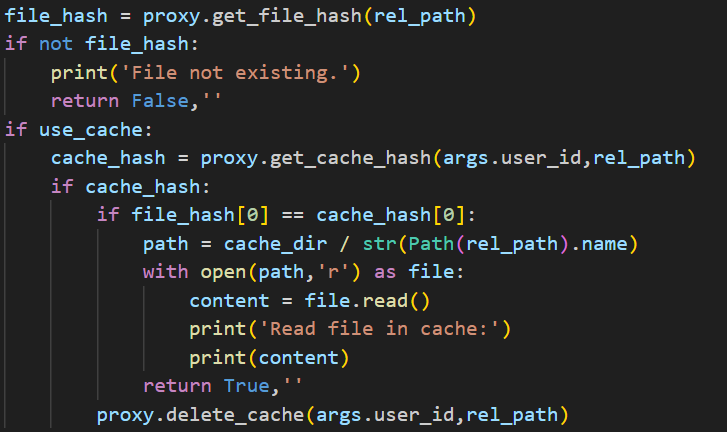 file_hash = proxy.get_file_hash(rel_path)
if not file_hash:
    print('File not existing.')
    return False,''
if use_cache:
    cache_hash = proxy.get_cache_hash(args.user_id,rel_path)
    if cache_hash:
        if file_hash[0] == cache_hash[0]:
            path = cache_dir / str(Path(rel_path).name)
            with open(path,'r') as file:
                content = file.read()
                print('Read file in cache:')
                print(content)
            return True,''
        proxy.delete_cache(args.user_id,rel_path)